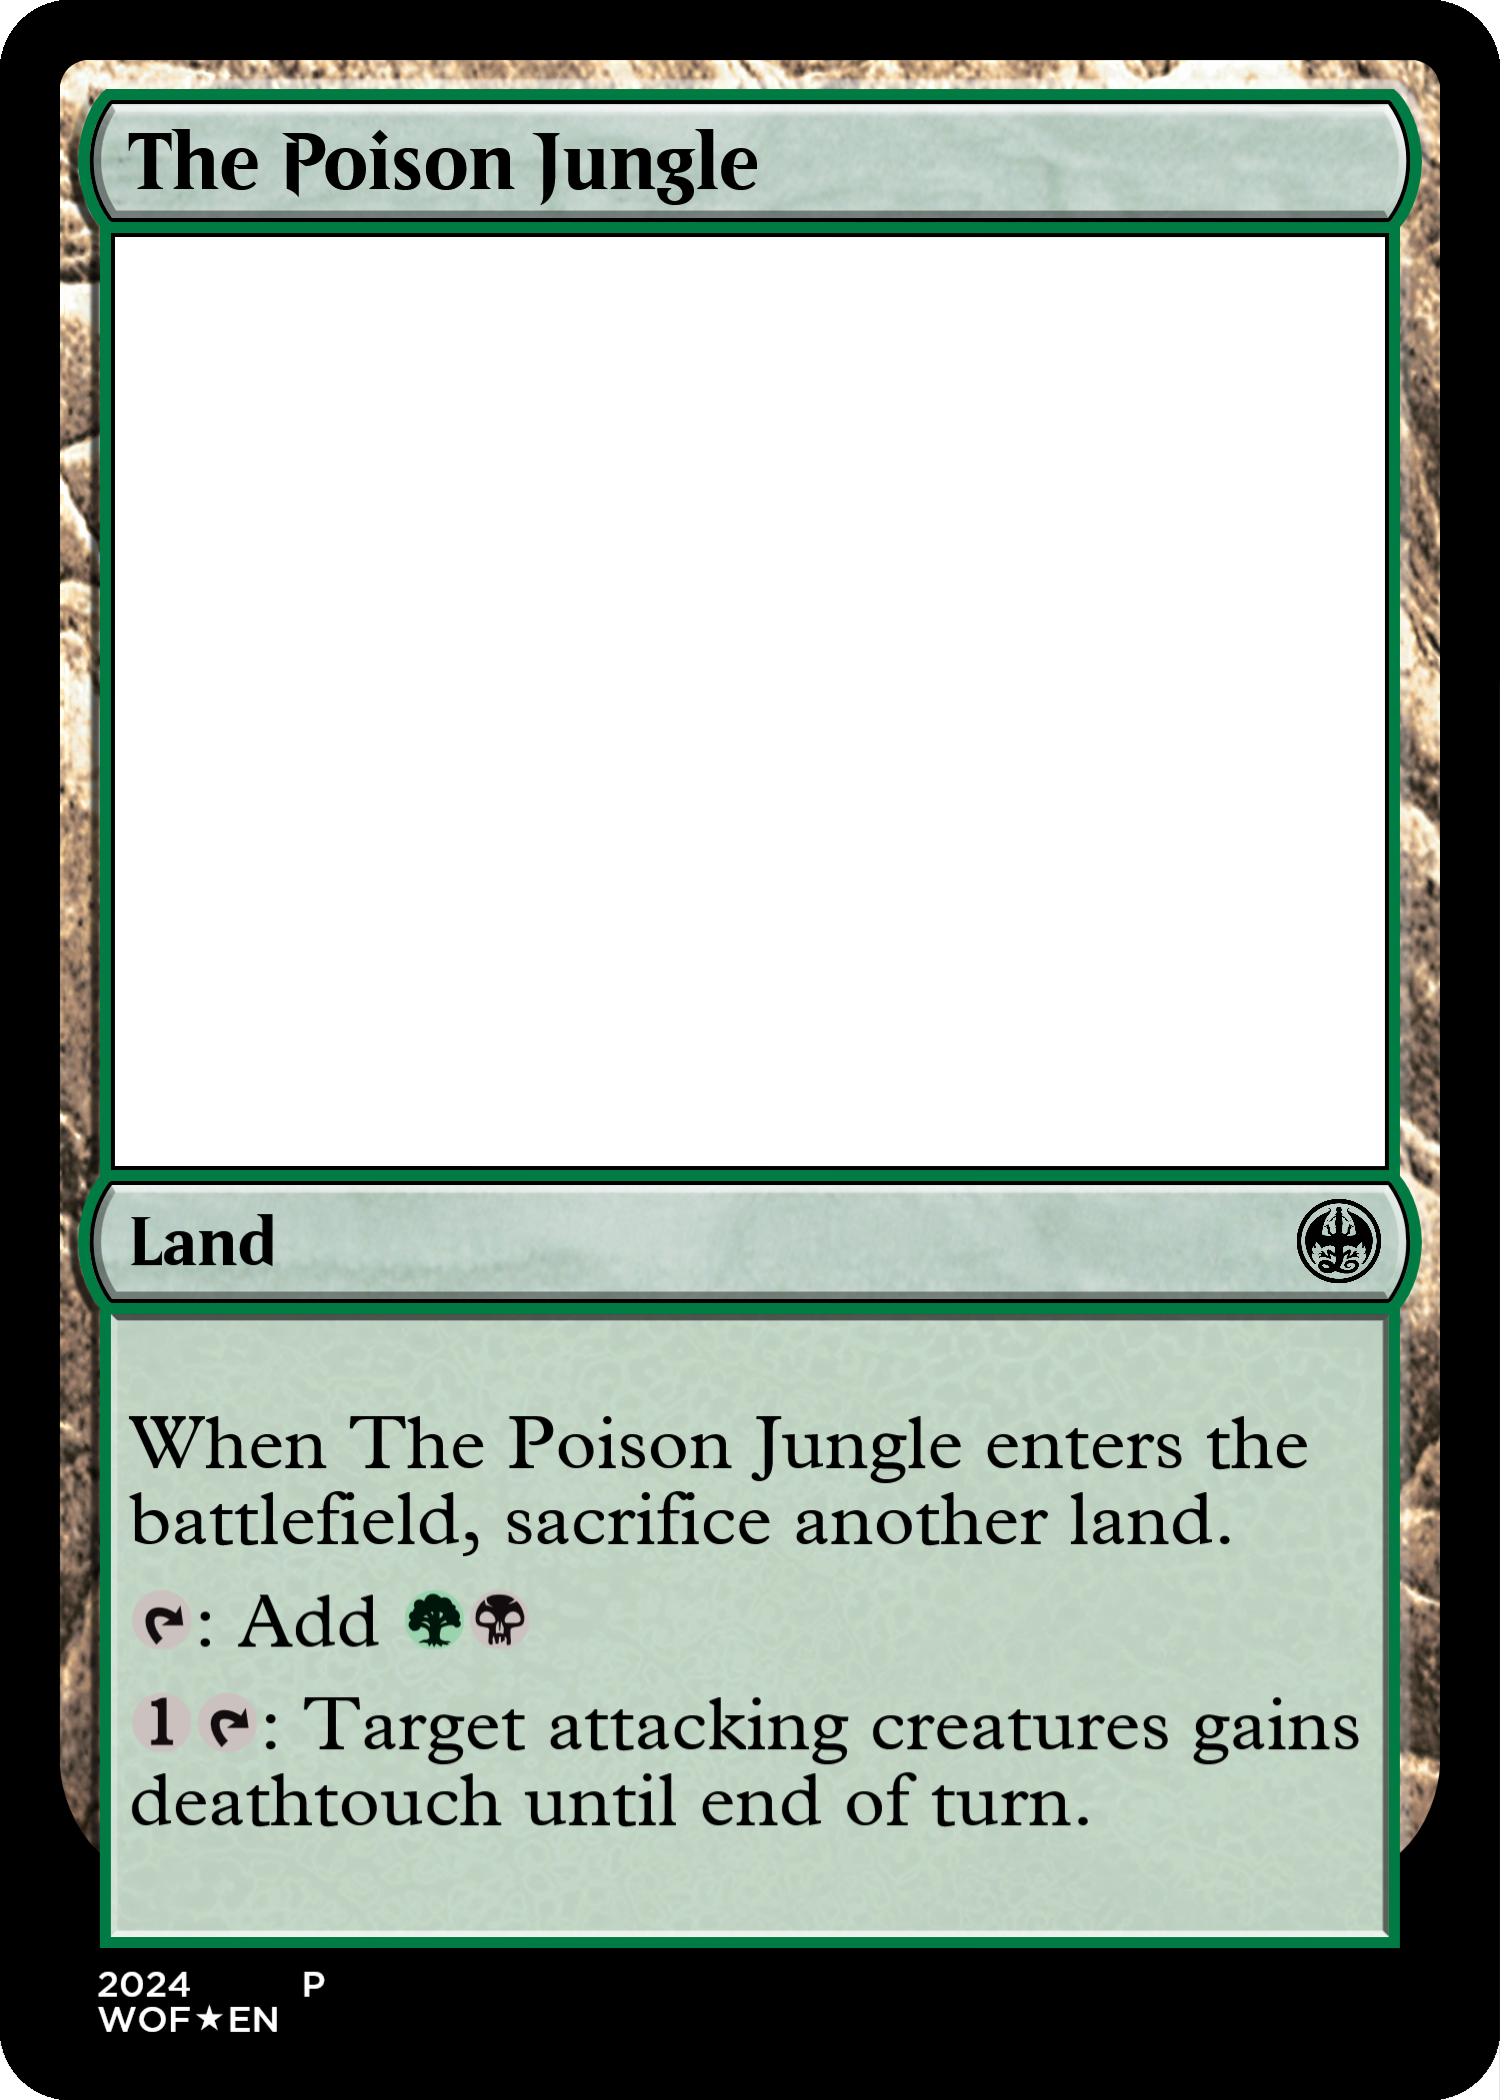 The Poison Jungle
Land
When The Poison Jungle enters the
battlefield, sacrifice another land.
: Add
1: Target attacking creatures gains
deathtouch until end of turn.
2024 P
WOF★EN